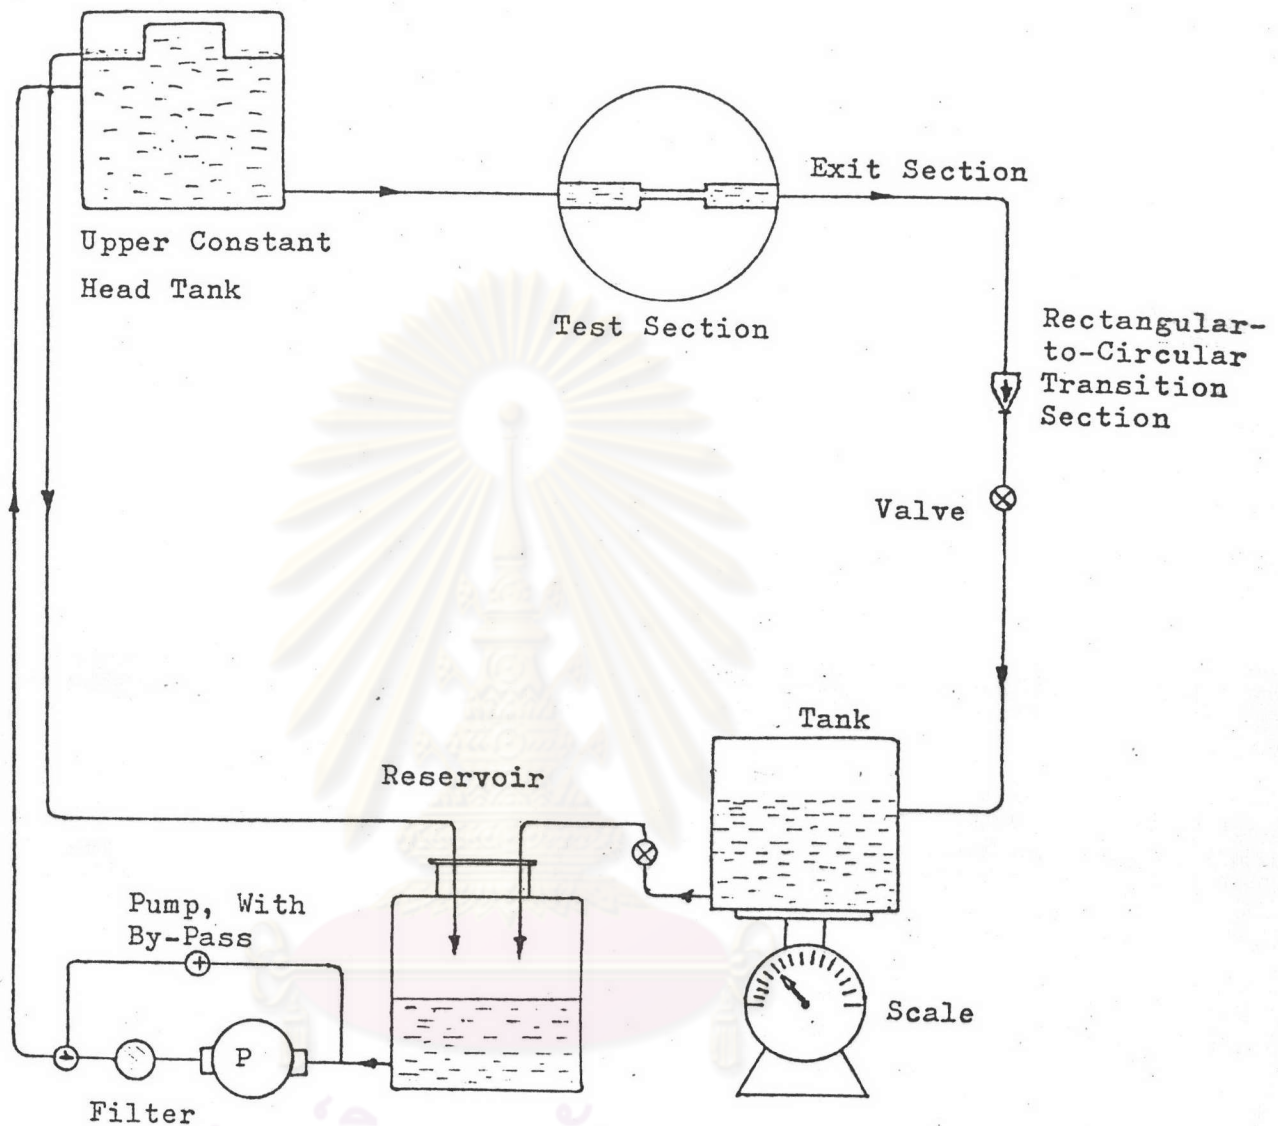 Upper Constant
Head Tank
Exit Section
Test Section
Rectangular-
to-Circular
Transition
Section
Valve
Tank
Reservoir
Pump, With
By-Pass
P
Scale
Filter